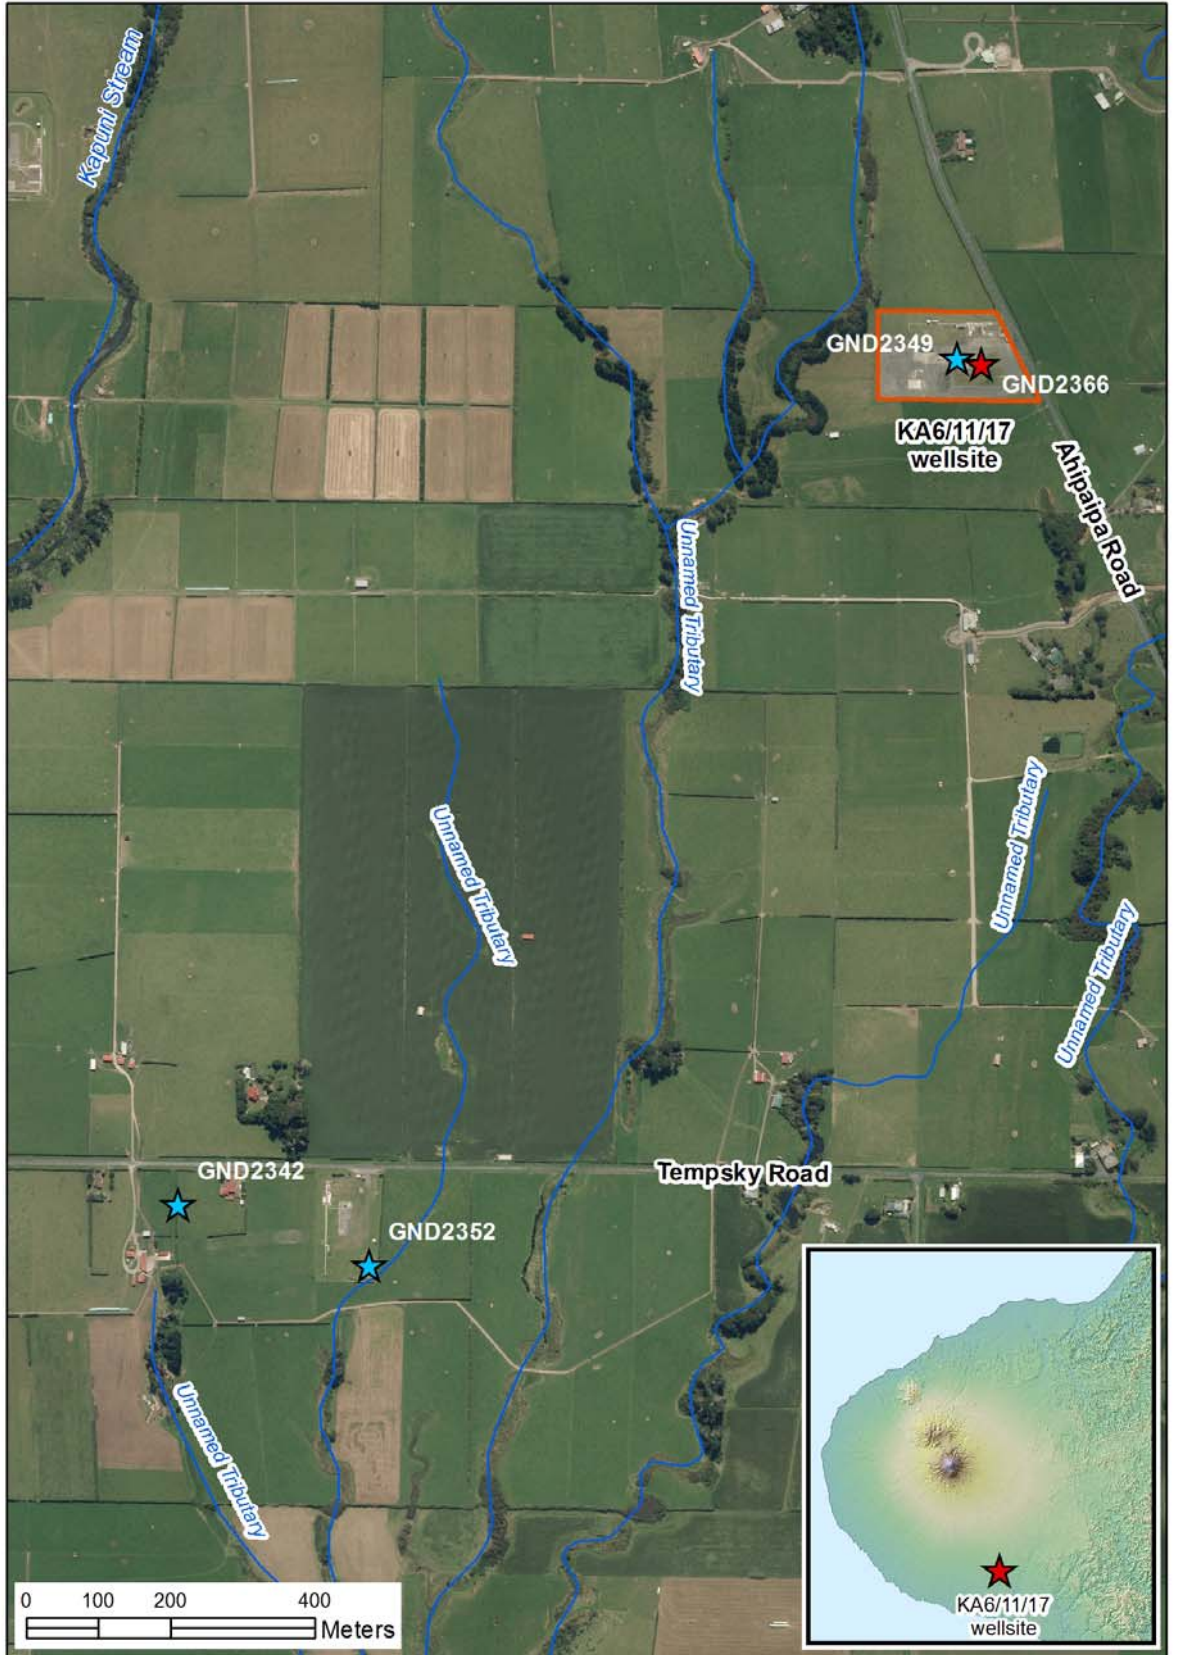 Kapuni Stream
GND2349
GND2366
KA6/11/17
wellsite
Ahipaipa Road
Unnamed Tributary
Unnamed Tributary
Unnamed Tributary
Unnamed Tributary
GND2342
Tempsky Road
GND2352
Unnamed Tributary
0 100 200 400
Meters
KA6/11/17
wellsite